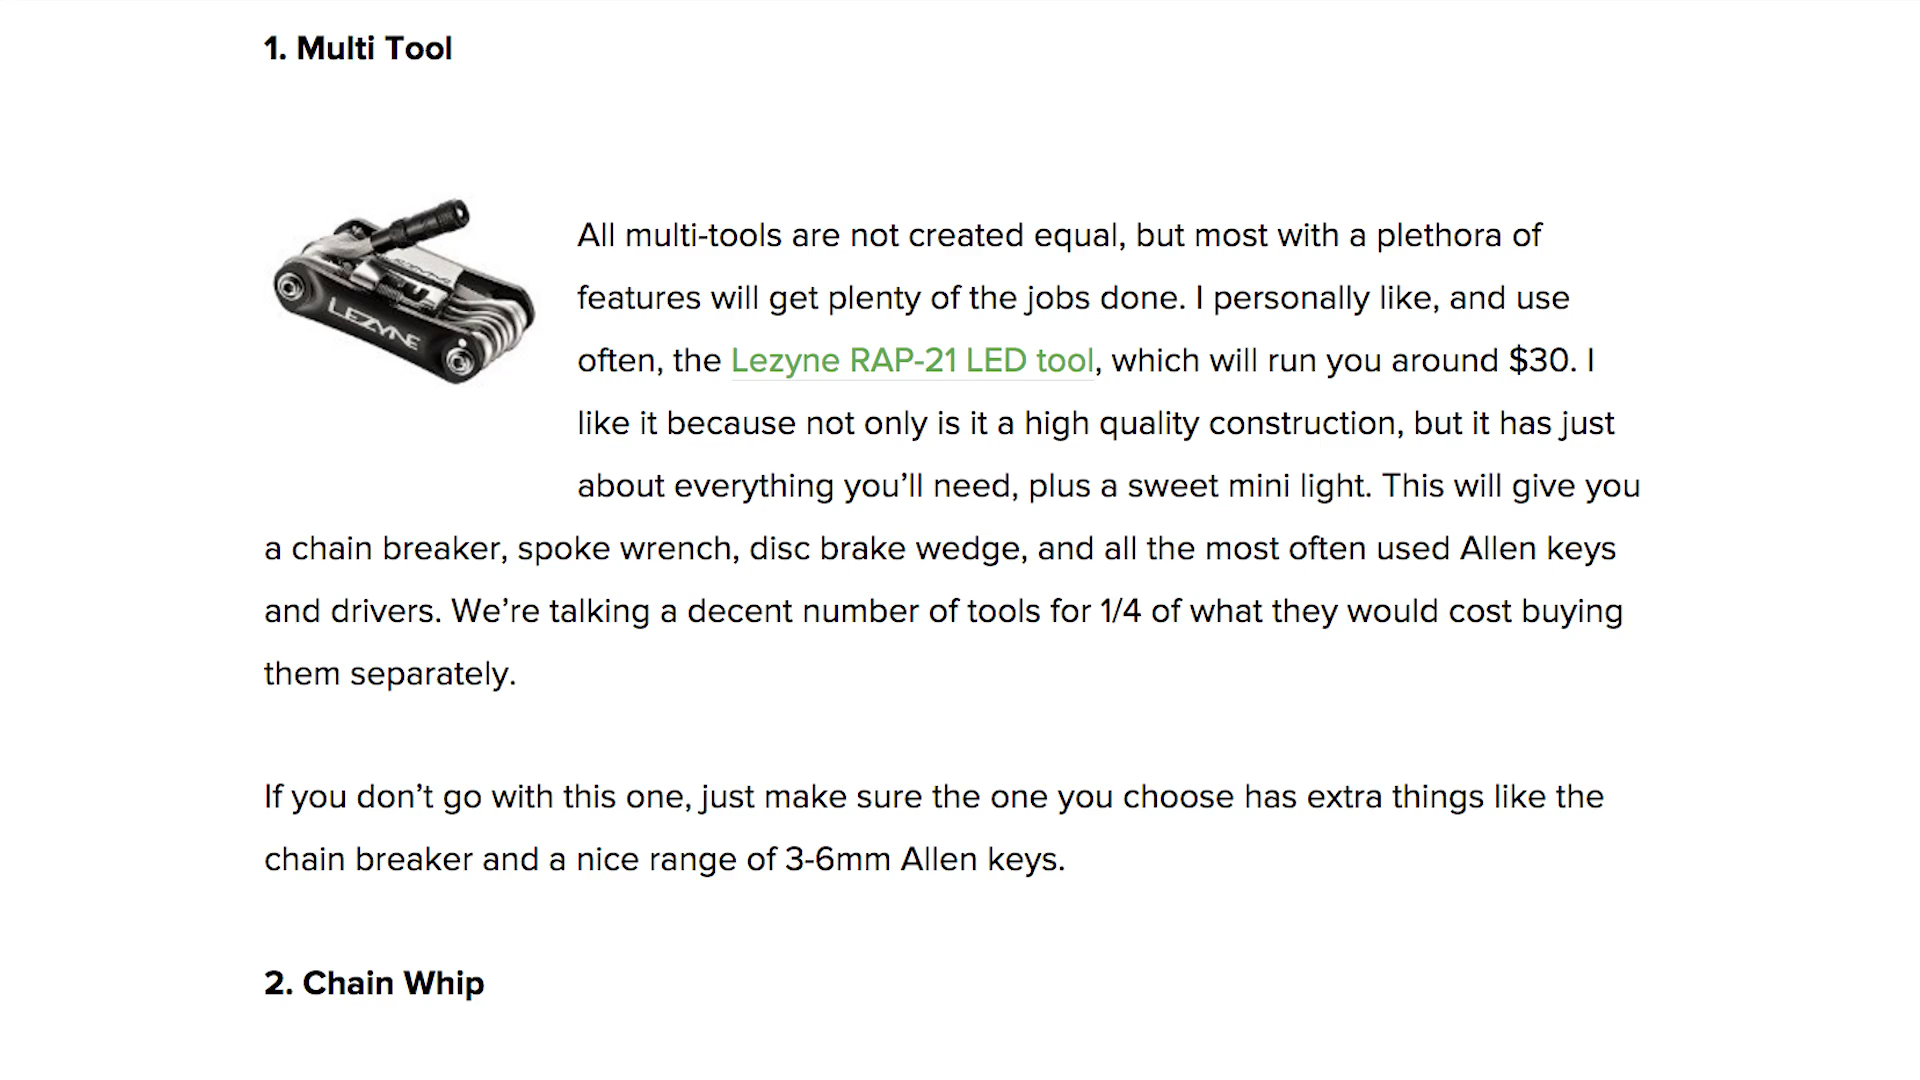 1. Multi Tool
LEZYNE
All multi-tools are not created equal, but most with a plethora of
features will get plenty of the jobs done. I personally like, and use
often, the Lezyne RAP-21 LED tool, which will run you around $30. I
like it because not only is it a high quality construction, but it has just
about everything you’ll need, plus a sweet mini light. This will give you
a chain breaker, spoke wrench, disc brake wedge, and all the most often used Allen keys
and drivers. We’re talking a decent number of tools for 1/4 of what they would cost buying
them separately.
If you don’t go with this one, just make sure the one you choose has extra things like the
chain breaker and a nice range of 3-6mm Allen keys.
2. Chain Whip